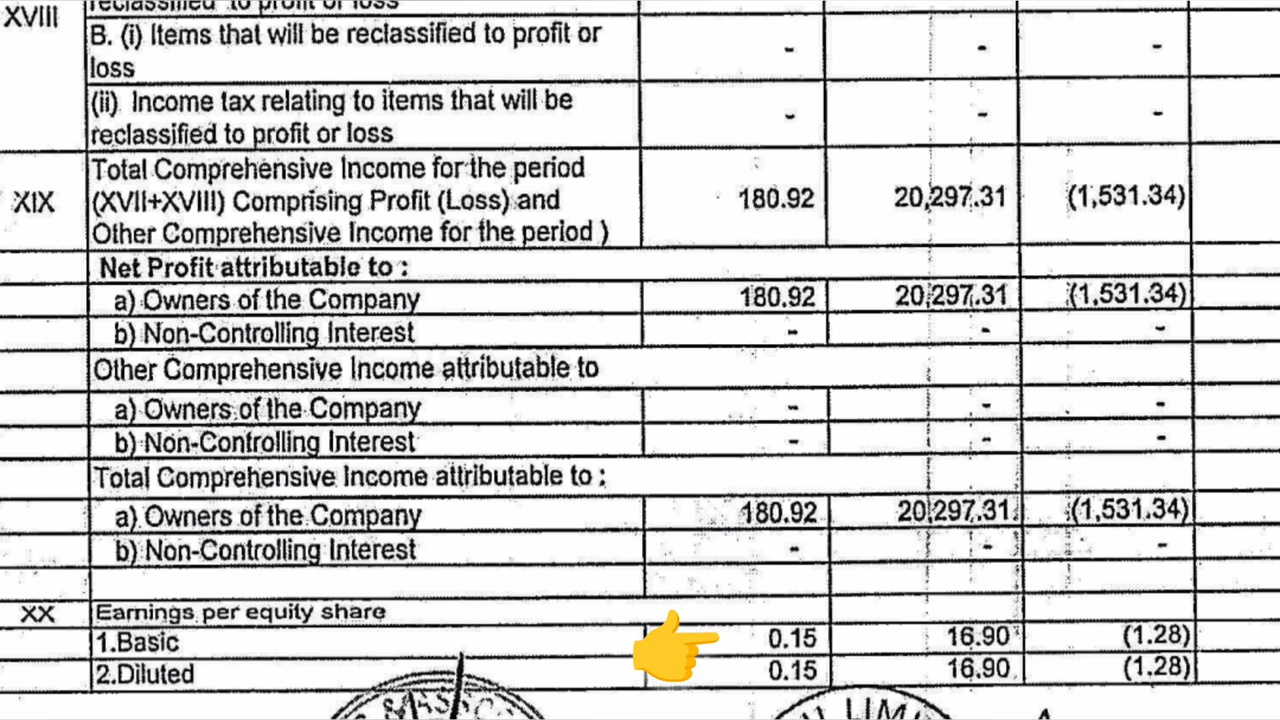 reclassified to profit or loss
XVIII
B. (i) Items that will be reclassified to profit or
loss
- - -
(ii) Income tax relating to items that will be
reclassified to profit or loss
- - -
Total Comprehensive Income for the period
XIX (XVII+XVIII) Comprising Profit (Loss) and 180.92 20,297.31 (1,531.34)
Other Comprehensive Income for the period )
Net Profit attributable to :
a) Owners of the Company 180.92 20,297.31 (1,531.34)
b) Non-Controlling Interest - - -
Other Comprehensive Income attributable to
a) Owners of the Company - - -
b) Non-Controlling Interest - - -
Total Comprehensive Income attributable to :
a) Owners of the Company 180.92 20,297.31 (1,531.34)
b) Non-Controlling Interest - - -
XX Earnings per equity share
1.Basic 0.15 16.90 (1.28)
2.Diluted 0.15 16.90 (1.28)